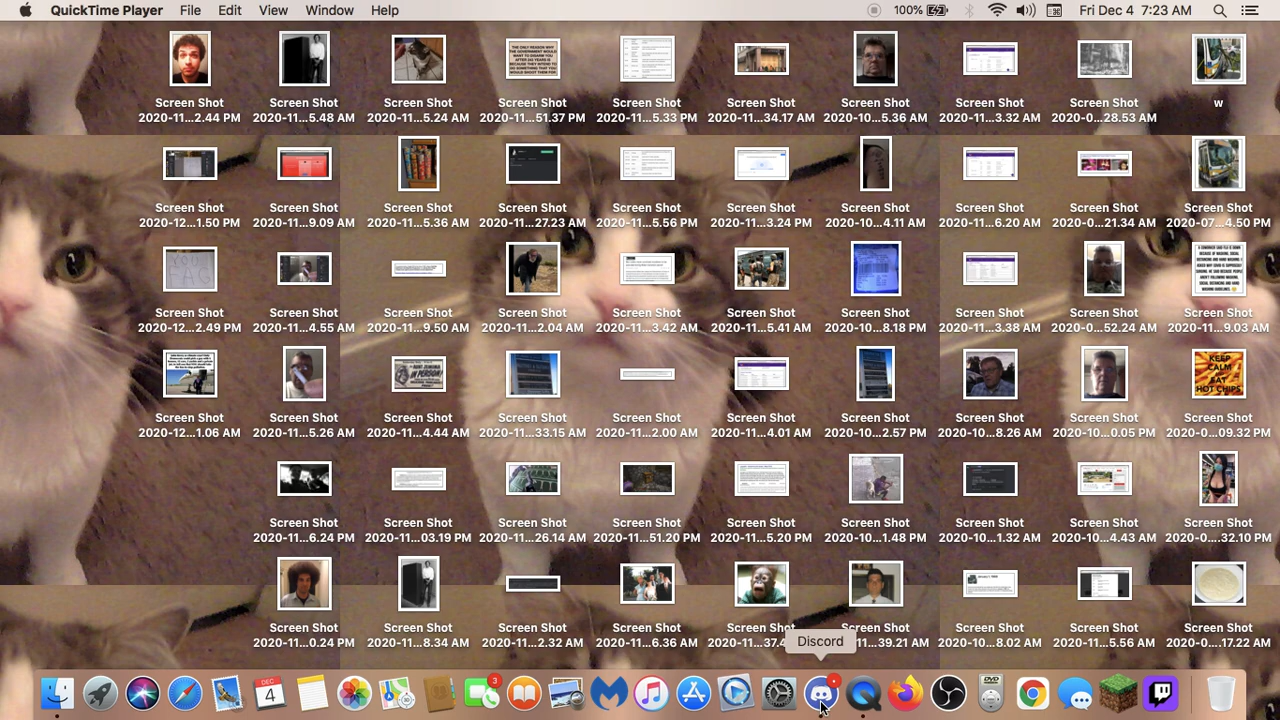 QuickTime Player File Edit View Window Help 100% Fri Dec 4 7:23 AM
Screen Shot Screen Shot Screen Shot Screen Shot Screen Shot Screen Shot Screen Shot Screen Shot Screen Shot w
2020-11...2.44 PM 2020-11...5.48 AM 2020-11...5.24 AM 2020-11...51.37 PM 2020-11...5.33 PM 2020-11...34.17 AM 2020-10...5.36 AM 2020-11...3.32 AM 2020-0...28.53 AM
Screen Shot Screen Shot Screen Shot Screen Shot Screen Shot Screen Shot Screen Shot Screen Shot Screen Shot Screen Shot
2020-12...1.50 PM 2020-11...9.09 AM 2020-11...5.36 AM 2020-11...27.23 AM 2020-11...5.56 PM 2020-11...3.24 PM 2020-10...4.11 AM 2020-11...6.20 AM 2020-0...21.34 AM 2020-07...4.50 PM
Screen Shot Screen Shot Screen Shot Screen Shot Screen Shot Screen Shot Screen Shot Screen Shot Screen Shot Screen Shot
2020-12...2.49 PM 2020-11...4.55 AM 2020-11...9.50 AM 2020-11...2.04 AM 2020-11...3.42 AM 2020-11...5.41 AM 2020-10...8.18 PM 2020-11...3.38 AM 2020-0...52.24 AM 2020-11...9.03 AM
KEEP
CALM
EAT
HOT CHIPS
Screen Shot Screen Shot Screen Shot Screen Shot Screen Shot Screen Shot Screen Shot Screen Shot Screen Shot Screen Shot
2020-12...1.06 AM 2020-11...5.26 AM 2020-11...4.44 AM 2020-11...33.15 AM 2020-11...2.00 AM 2020-11...4.01 AM 2020-10...2.57 PM 2020-10...8.26 AM 2020-10...0.05 PM 2020-0...09.32 PM
Screen Shot Screen Shot Screen Shot Screen Shot Screen Shot Screen Shot Screen Shot Screen Shot Screen Shot
2020-11...6.24 PM 2020-11...03.19 PM 2020-11...26.14 AM 2020-11...51.20 PM 2020-11...5.20 PM 2020-10...1.48 PM 2020-10...1.32 AM 2020-10...4.43 AM 2020-0....32.10 PM
Screen Shot Screen Shot Screen Shot Screen Shot Screen Shot Screen Shot Screen Shot Screen Shot Screen Shot
2020-11...0.24 PM 2020-11...8.34 AM 2020-11...2.32 AM 2020-11...6.36 AM 2020-11...37.4 11...39.21 AM 2020-10...8.02 AM 2020-11...5.56 AM 2020-0....17.22 AM
Discord
DEC
4
3
DVD